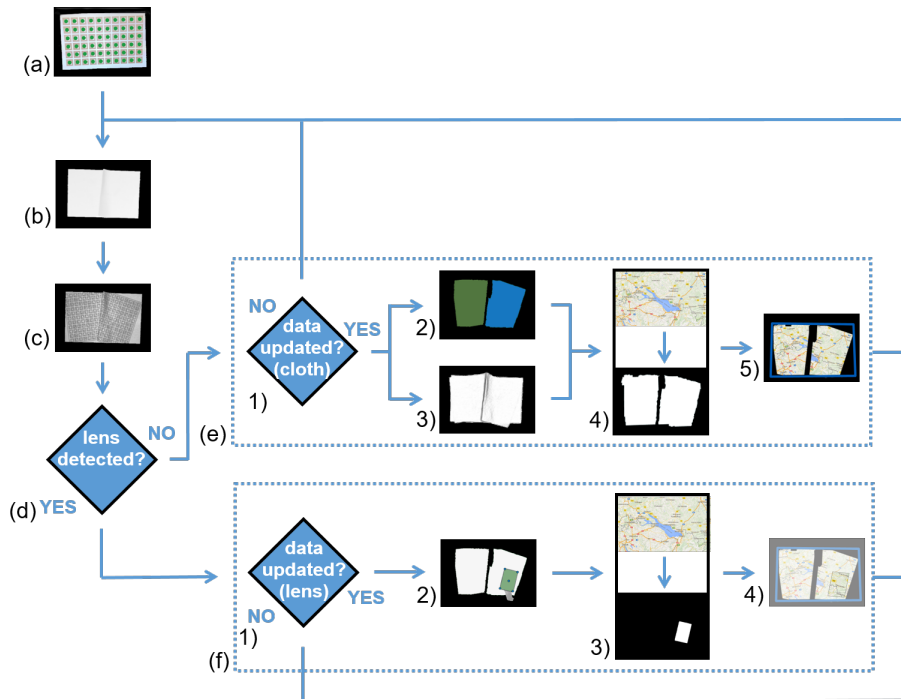 (a)
(b)
(c)
NO
data
updated?
(cloth)
YES
1)
2)
3)
4)
5)
(e)
lens
detected?
NO
(d)
YES
data
updated?
(lens)
YES
NO
1)
2)
3)
4)
(f)